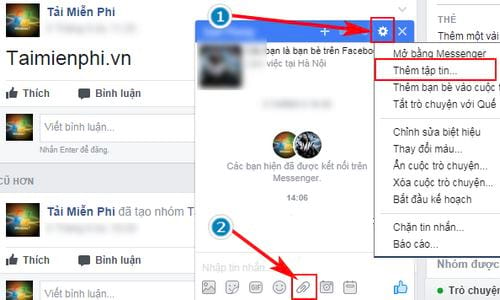 Tải Miễn Phí
Taimienphi.vn
Thích
Bình luận
Viết bình luận...
Nhấn Enter để đăng.
CŨ HƠN
Tải Miễn Phí đã tạo nhóm T
Thích
Bình luận
Viết bình luận...
1
bạn là bạn bè trên Facebo
việc tại Hà Nội
Các bạn hiện đã được kết nối trên
Messenger.
14:06
2
Nhập tin nhắn...
GIF
THẺ
Thêm một vài
Mở bằng Messenger
Thêm tập tin...
Thêm bạn bè vào cuộc t
Tắt trò chuyện với Quế
Chỉnh sửa biệt hiệu
Thay đổi màu...
Ẩn cuộc trò chuyện...
Xóa cuộc trò chuyện...
Bắt đầu kế hoạch
Chặn tin nhắn...
Báo cáo...
Nhóm được
Trò chuyện